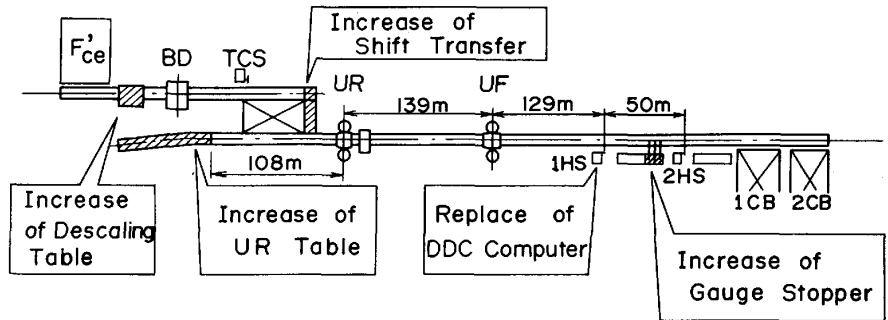 Increase of
Shift Transfer
F'ce
BD
TCS
UR
UF
139m
129m
50m
108m
1HS
2HS
1CB
2CB
Increase
of Descaling
Table
Increase of
UR Table
Replace of
DDC Computer
Increase of
Gauge Stopper